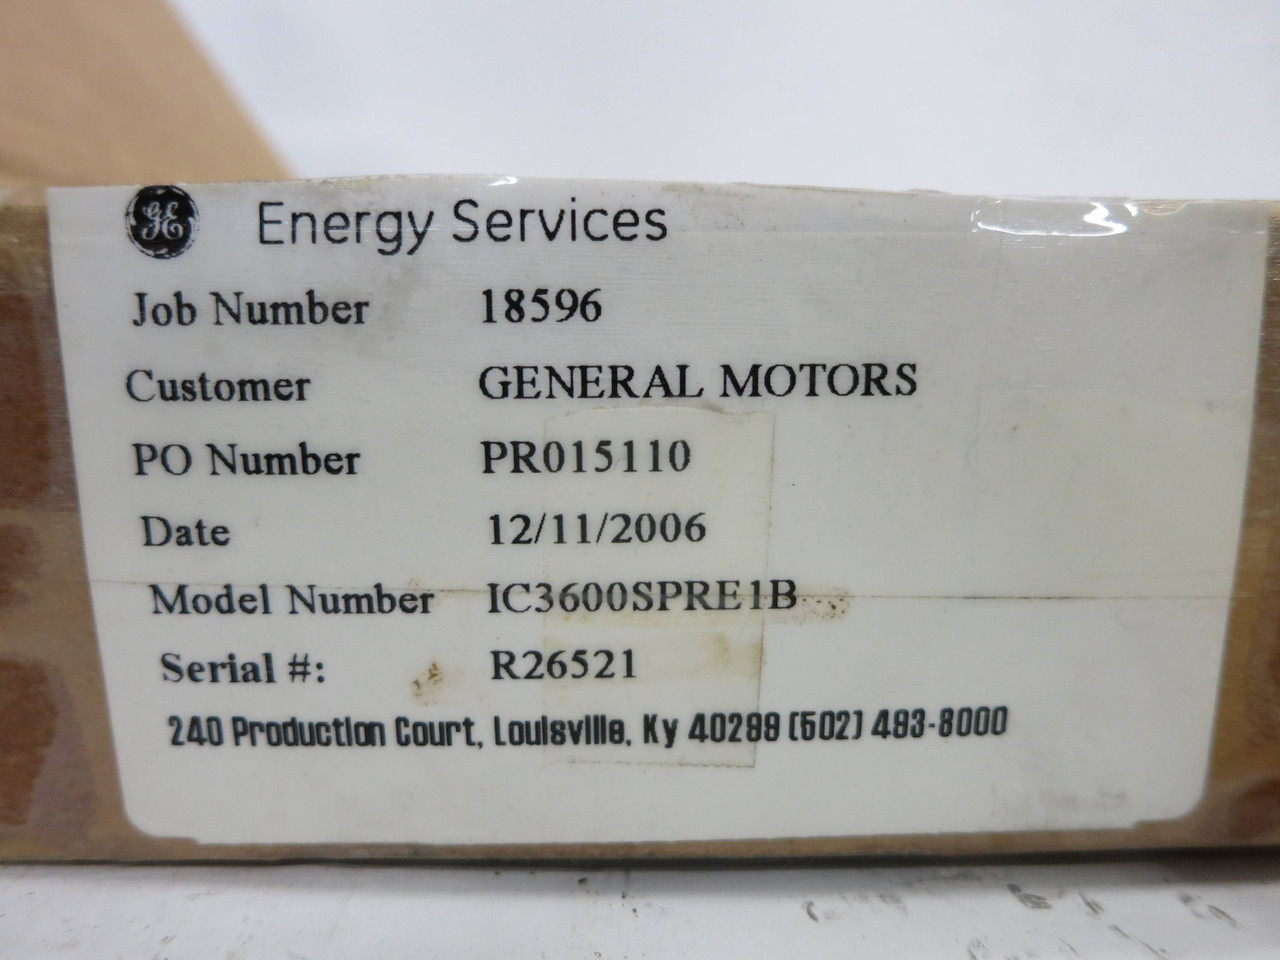 GE Energy Services
Job Number 18596
Customer GENERAL MOTORS
PO Number PR015110
Date 12/11/2006
Model Number IC3600SPRE1B
Serial #: R26521
240 Production Court, Louisville, Ky 40299 (502) 493-8000